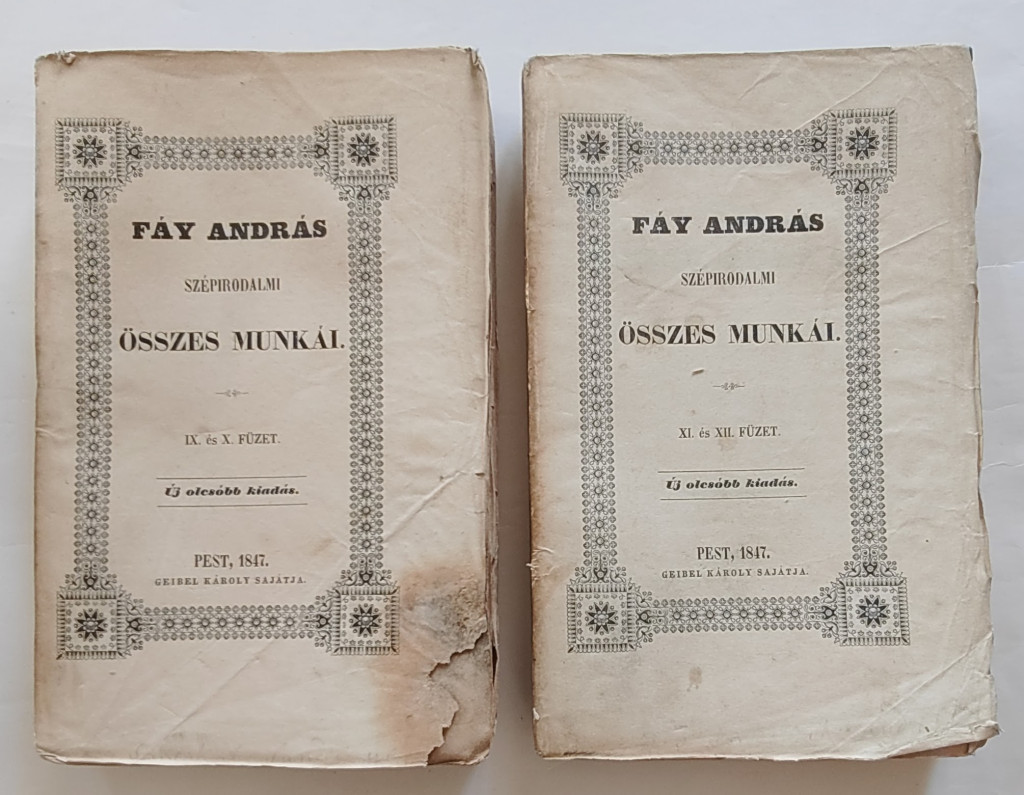 FÁY ANDRÁS
SZÉPIRODALMI
ÖSSZES MUNKÁI.
IX. és X. FÜZET.
Új olcsóbb kiadás.
PEST, 1847.
GEIBEL KÁROLY SAJÁTJA.
FÁY ANDRÁS
SZÉPIRODALMI
ÖSSZES MUNKÁI.
XI. és XII. FÜZET.
Új olcsóbb kiadás.
PEST, 1847.
GEIBEL KÁROLY SAJÁTJA.